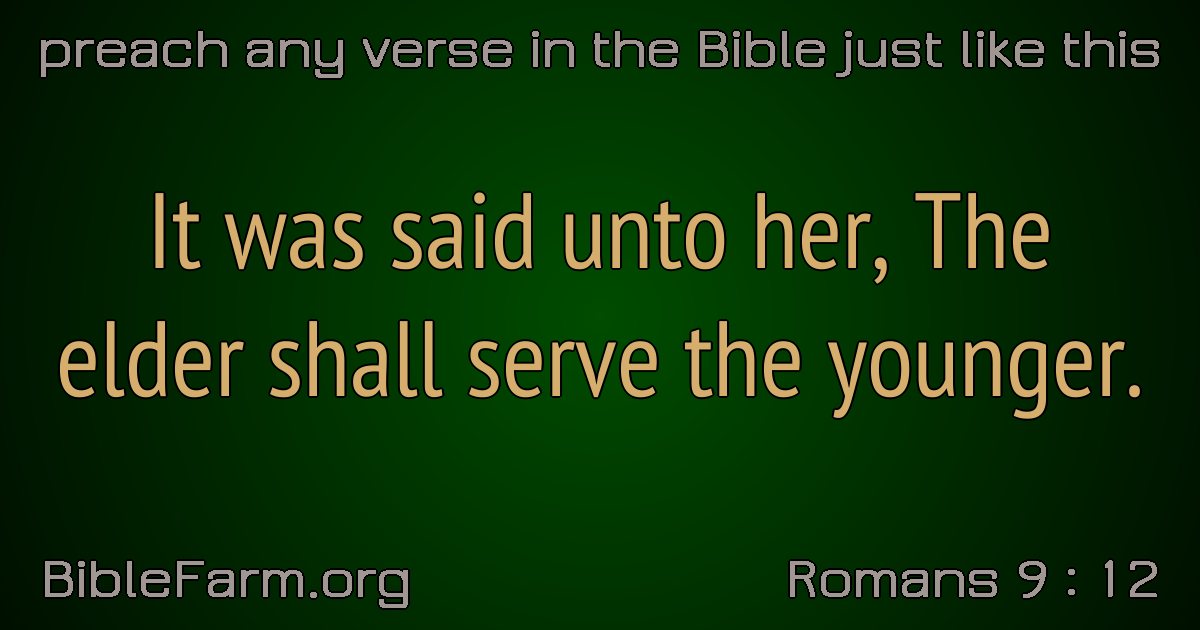 preach any verse in the Bible just like this
It was said unto her, The
elder shall serve the younger.
BibleFarm.org
Romans 9 : 12